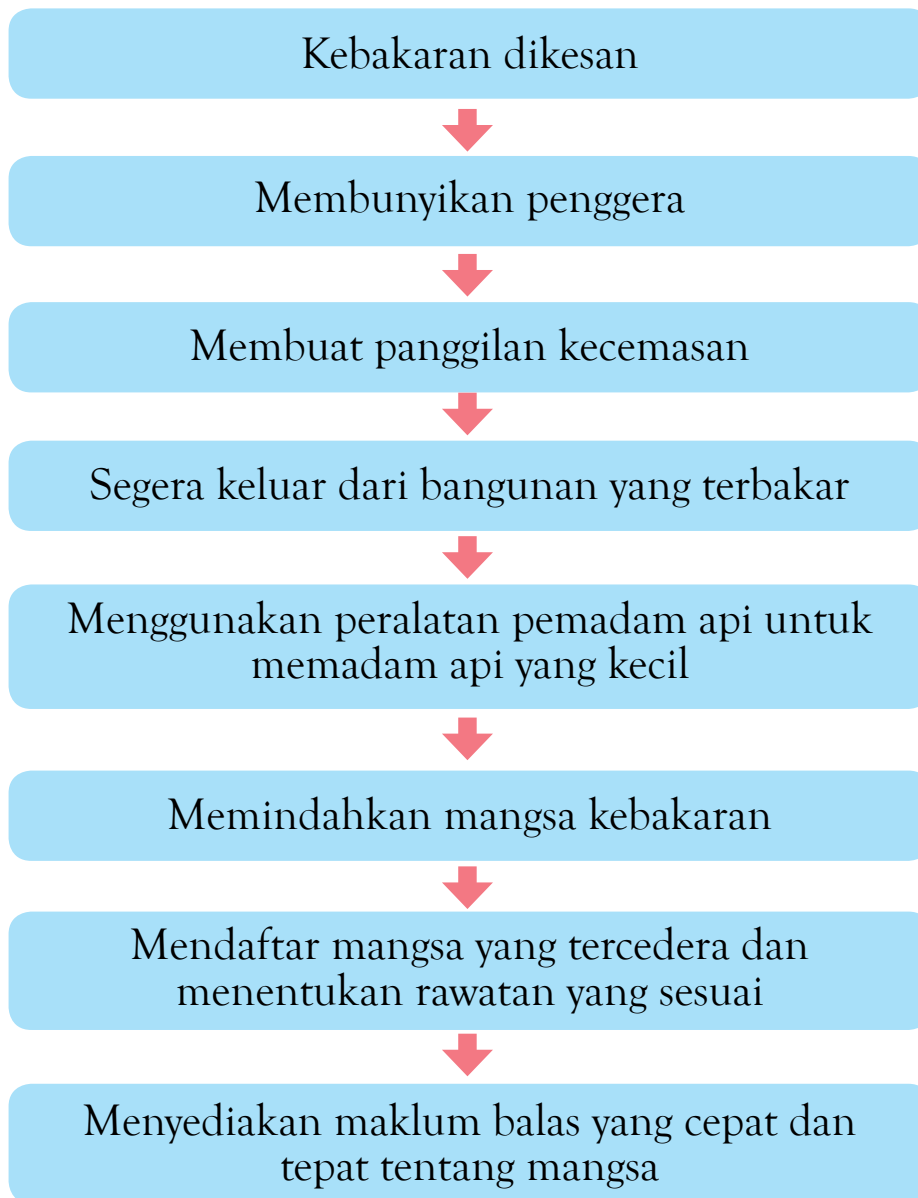 Kebakaran dikesan
Membunyikan penggera
Membuat panggilan kecemasan
Segera keluar dari bangunan yang terbakar
Menggunakan peralatan pemadam api untuk
memadam api yang kecil
Memindahkan mangsa kebakaran
Mendaftar mangsa yang tercedera dan
menentukan rawatan yang sesuai
Menyediakan maklum balas yang cepat dan
tepat tentang mangsa